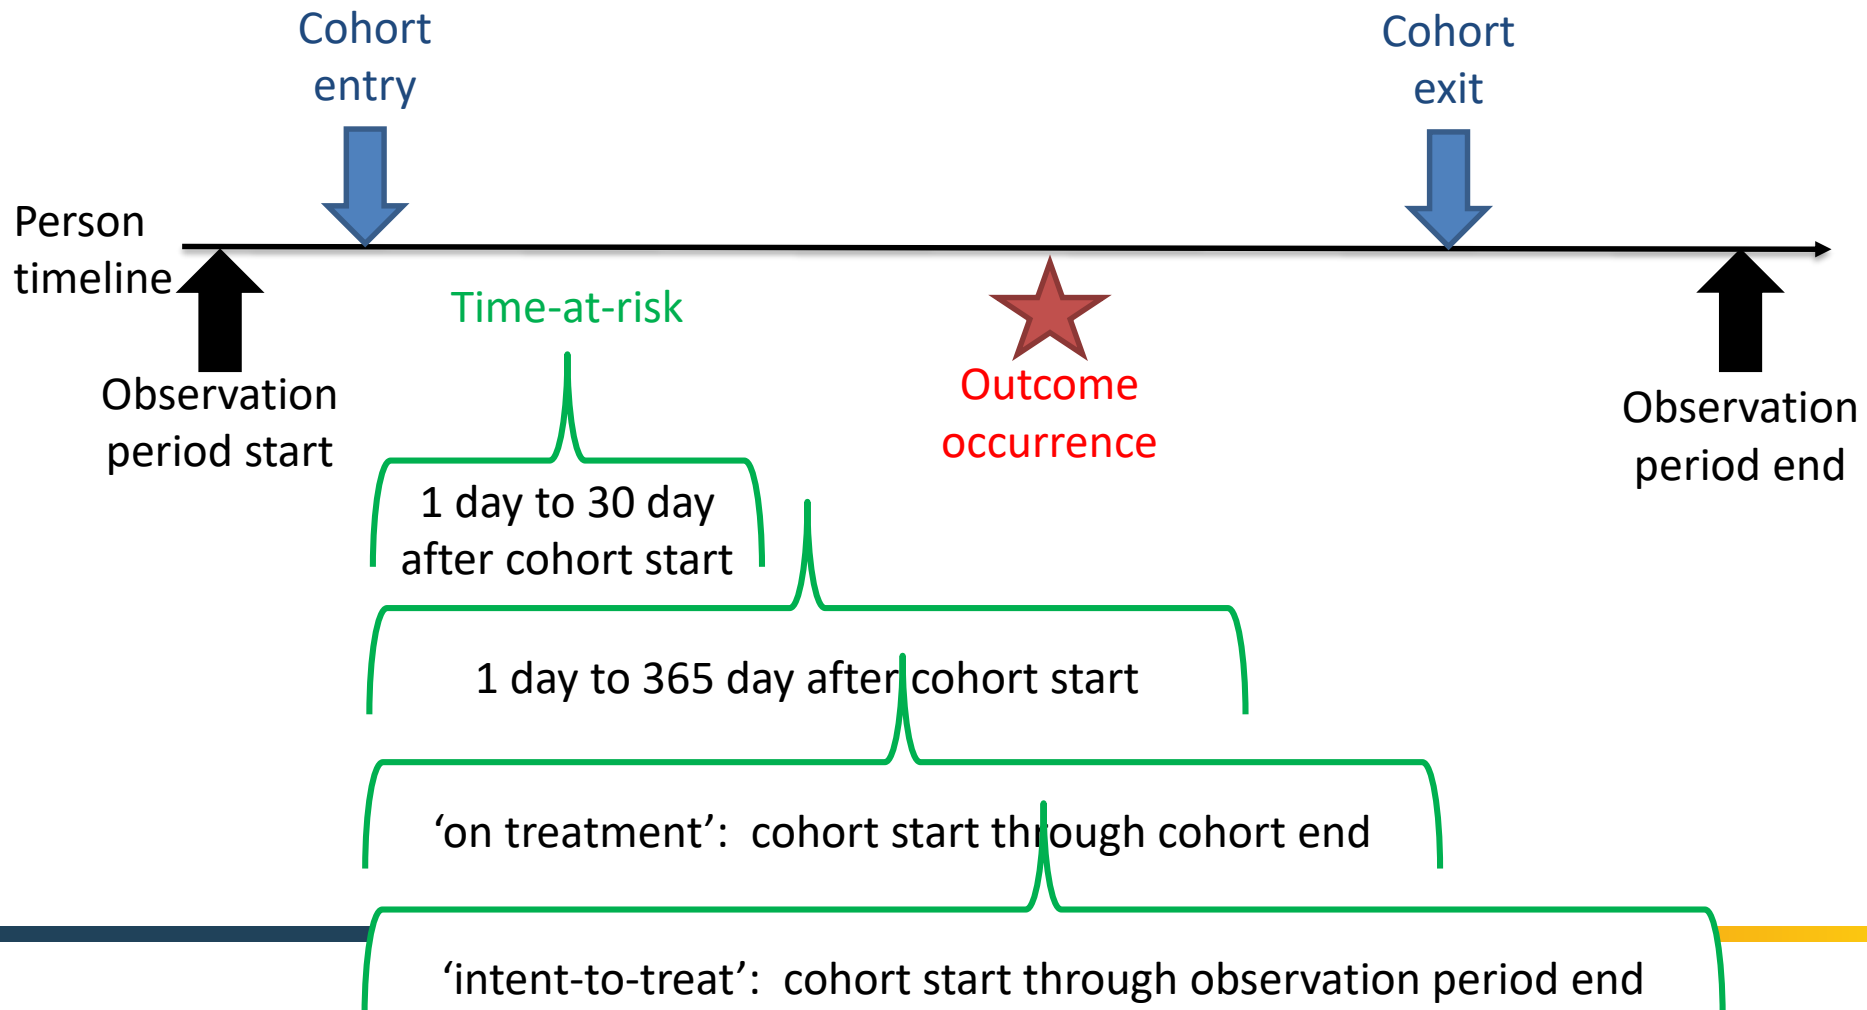 Cohort
entry
Cohort
exit
Person
timeline
Time-at-risk
Observation
period start
Outcome
occurrence
Observation
period end
1 day to 30 day
after cohort start
1 day to 365 day after cohort start
‘on treatment’:  cohort start through cohort end
‘intent-to-treat’:  cohort start through observation period end